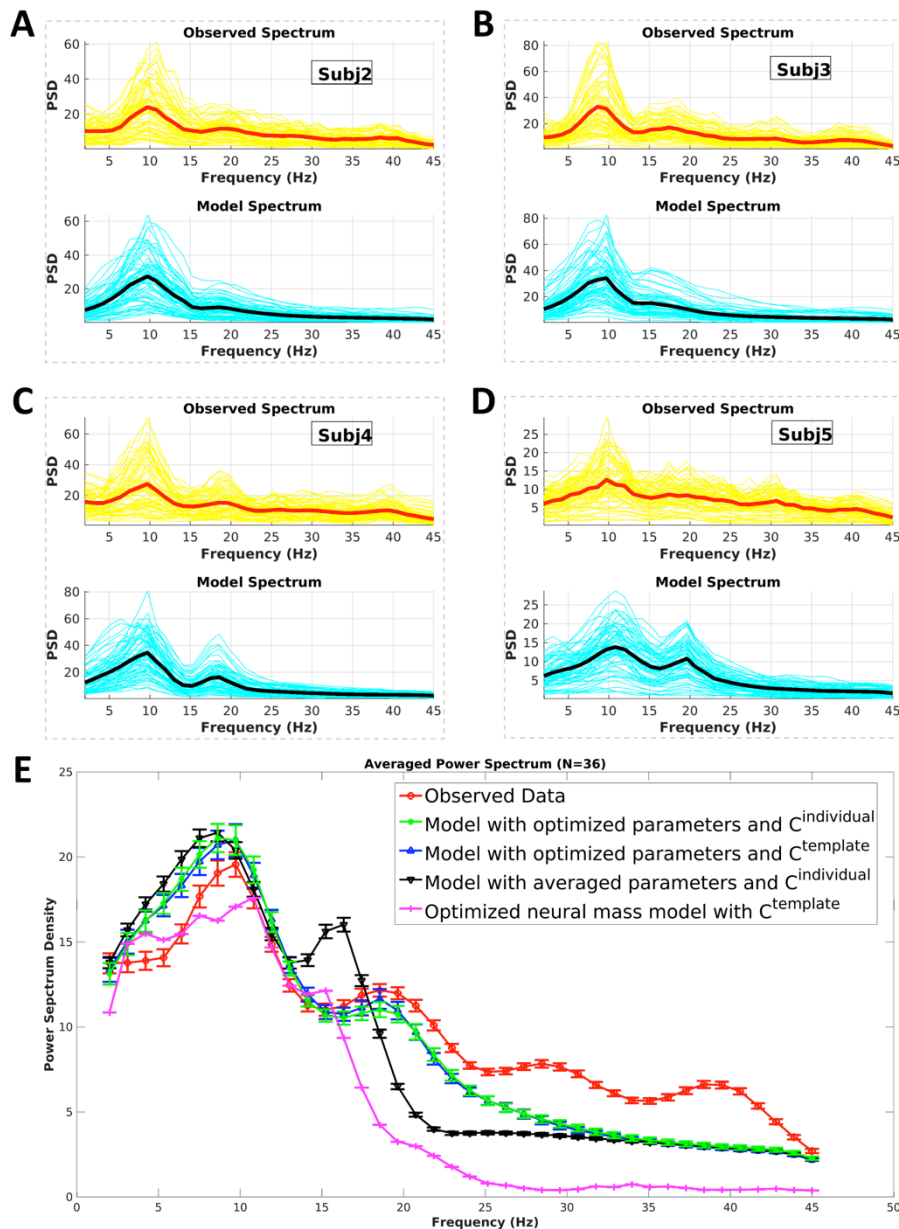 A
Observed Spectrum
Subj2
PSD
60
40
20
5 10 15 20 25 30 35 40 45
Frequency (Hz)
Model Spectrum
PSD
60
40
20
5 10 15 20 25 30 35 40 45
Frequency (Hz)
B
Observed Spectrum
Subj3
PSD
80
60
40
20
5 10 15 20 25 30 35 40 45
Frequency (Hz)
Model Spectrum
PSD
80
60
40
20
5 10 15 20 25 30 35 40 45
Frequency (Hz)
C
Observed Spectrum
Subj4
PSD
60
40
20
5 10 15 20 25 30 35 40 45
Frequency (Hz)
Model Spectrum
PSD
80
60
40
20
5 10 15 20 25 30 35 40 45
Frequency (Hz)
D
Observed Spectrum
Subj5
PSD
25
20
15
10
5
5 10 15 20 25 30 35 40 45
Frequency (Hz)
Model Spectrum
PSD
25
20
15
10
5
5 10 15 20 25 30 35 40 45
Frequency (Hz)
E
Averaged Power Spectrum (N=36)
Observed Data
Model with optimized parameters and C^individual
Model with optimized parameters and C^template
Model with averaged parameters and C^individual
Optimized neural mass model with C^template
Power Sepctrum Density
25
20
15
10
5
0
0 5 10 15 20 25 30 35 40 45 50
Frequency (Hz)